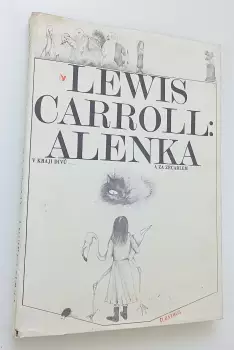 LEWIS
CARROLL:
ALENKA
V KRAJI DIVŮ A ZA ZRCADLEM